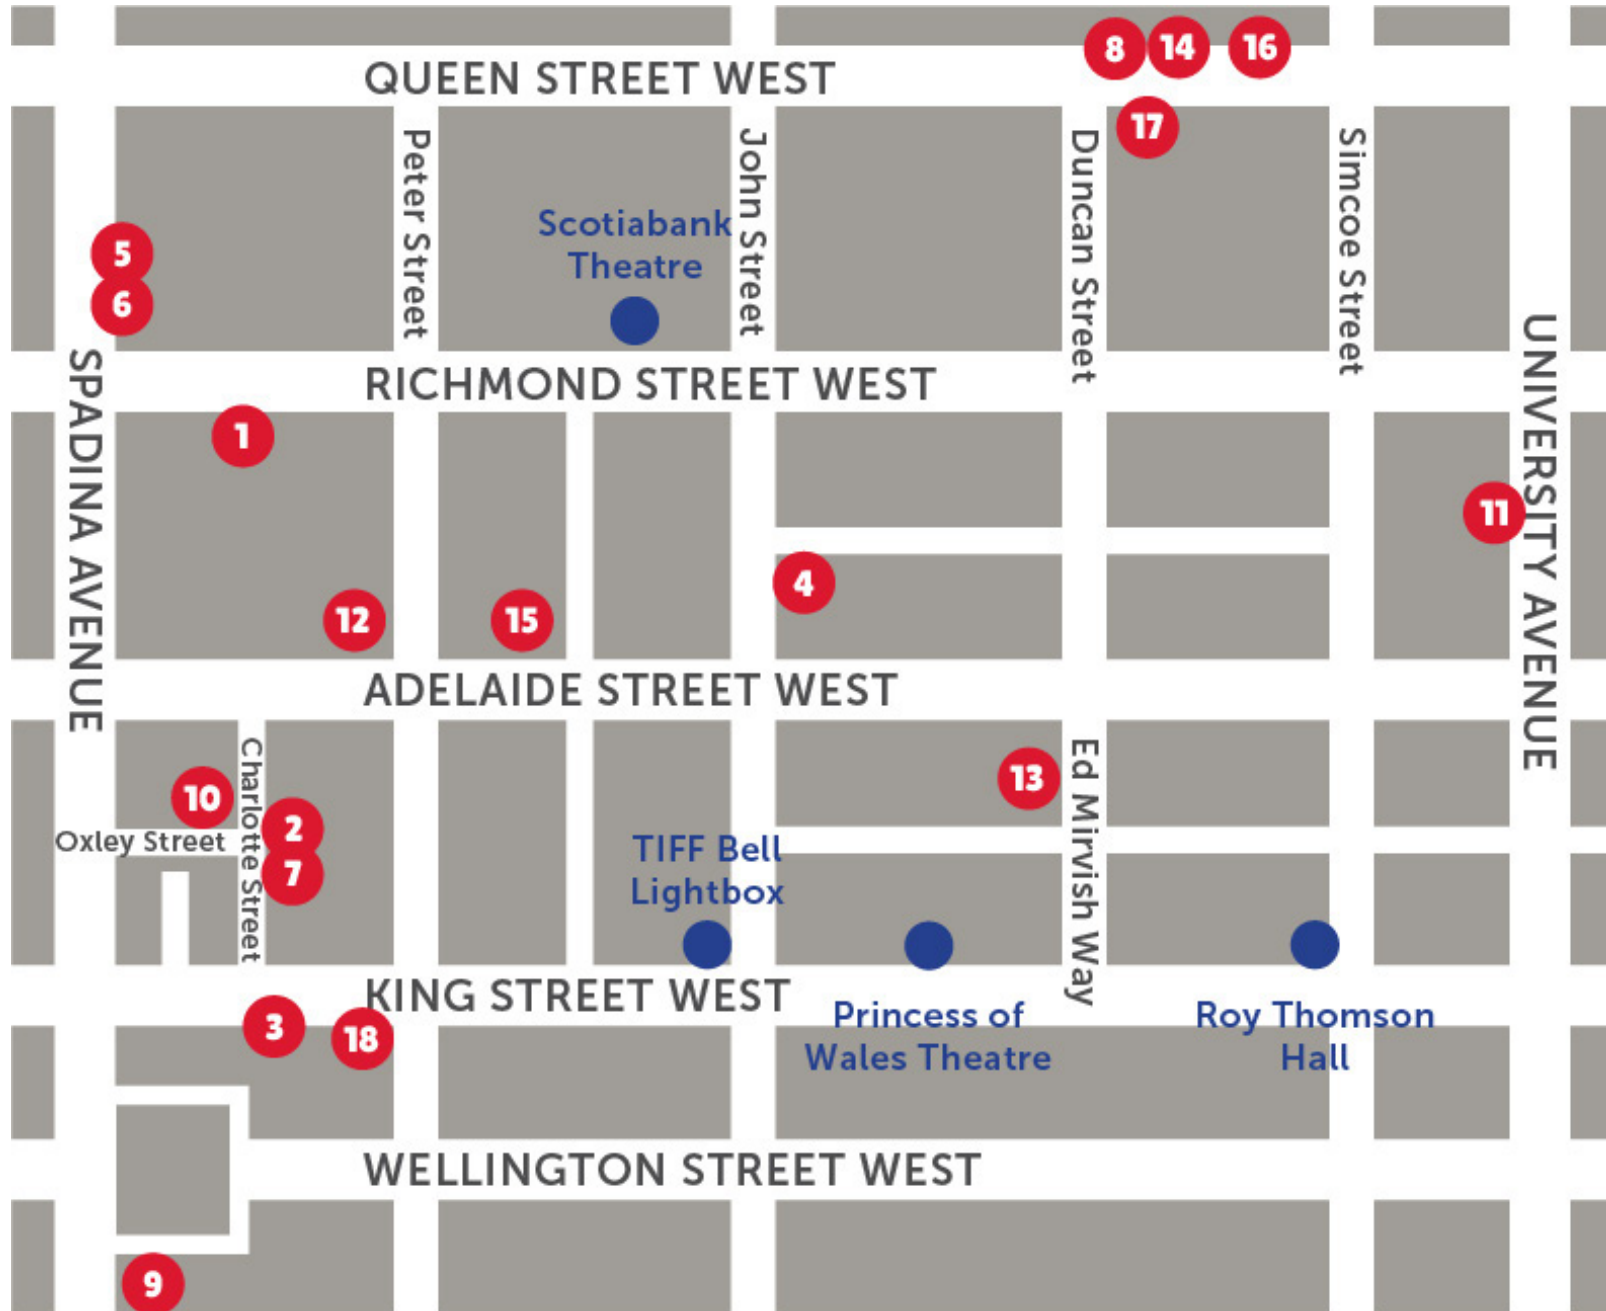 8
14
16
QUEEN STREET WEST
17
Peter Street
John Street
Duncan Street
Simcoe Street
Scotiabank
Theatre
5
6
UNIVERSITY AVENUE
SPADINA AVENUE
RICHMOND STREET WEST
1
11
4
12
15
ADELAIDE STREET WEST
Charlotte Street
Ed Mirvish Way
13
10
2
Oxley Street
7
TIFF Bell
Lightbox
KING STREET WEST
3
18
Princess of
Wales Theatre
Roy Thomson
Hall
WELLINGTON STREET WEST
9